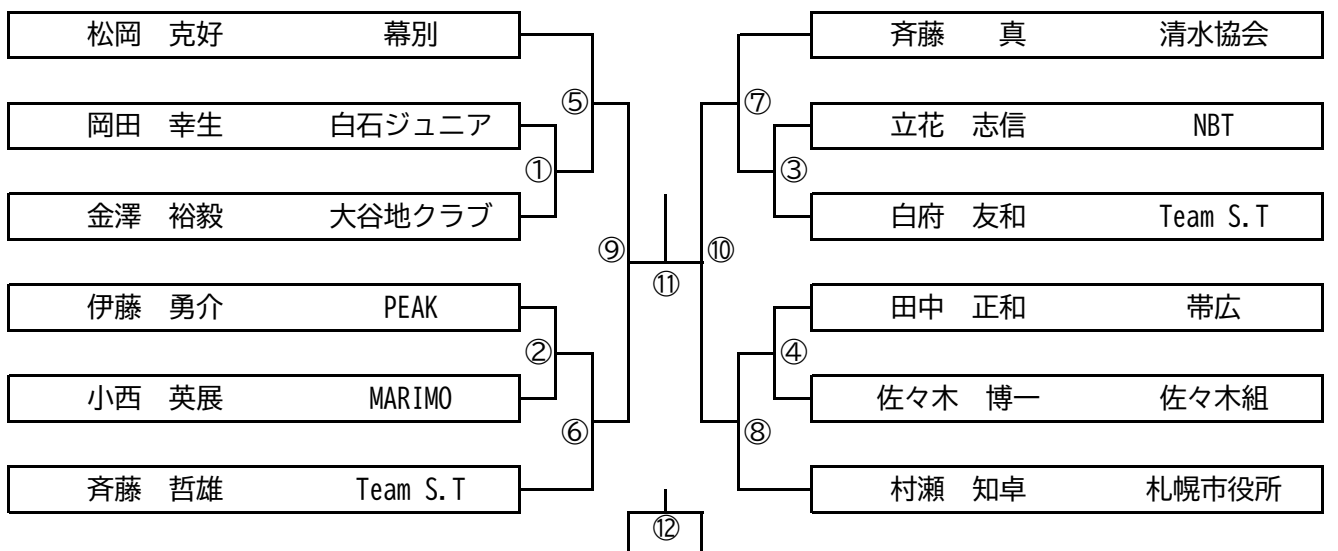 松岡 克好 幕別
⑤
岡田 幸生 白石ジュニア
①
金澤 裕毅 大谷地クラブ
⑨
伊藤 勇介 PEAK
②
小西 英展 MARIMO
⑥
斉藤 哲雄 Team S.T
⑪
⑫
斉藤 真 清水協会
⑦
立花 志信 NBT
③
白府 友和 Team S.T
⑩
田中 正和 帯広
④
佐々木 博一 佐々木組
⑧
村瀬 知卓 札幌市役所